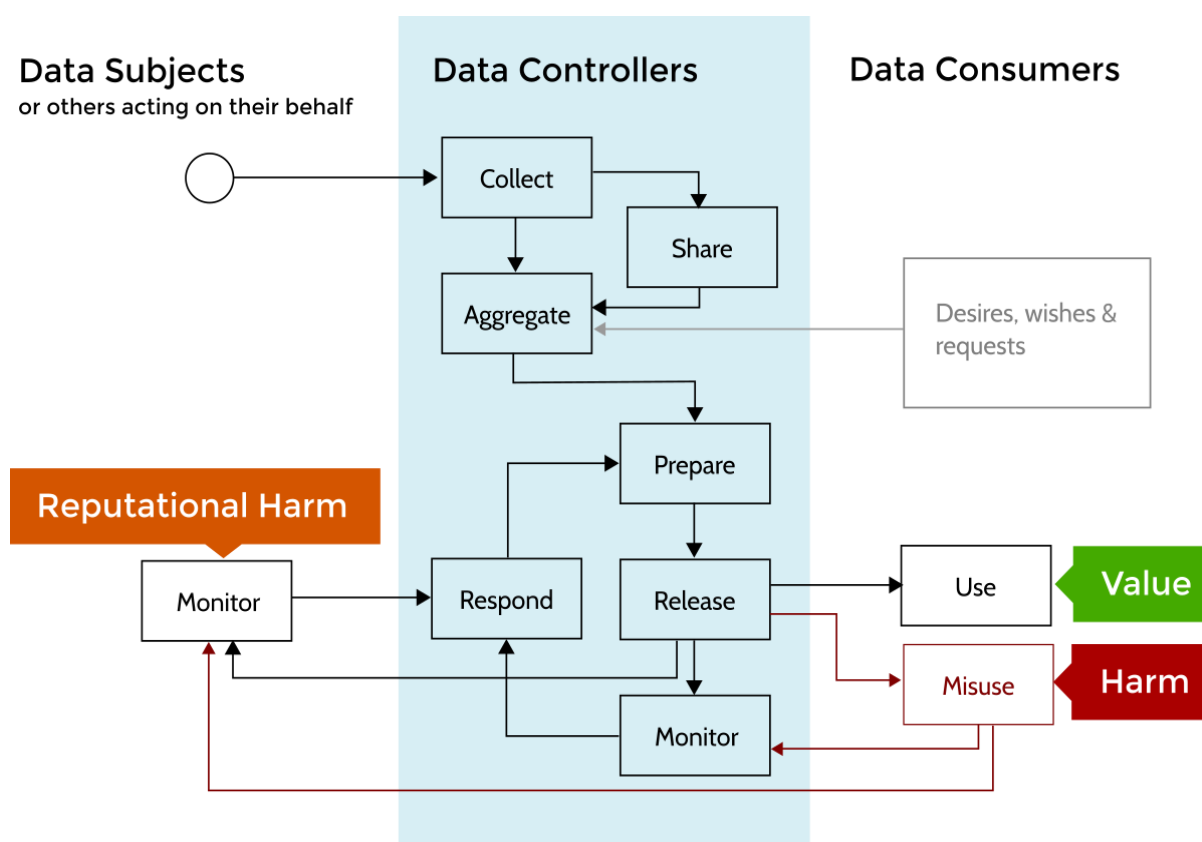 Data Subjects
or others acting on their behalf
Data Controllers
Data Consumers
Collect
Share
Aggregate
Desires, wishes &
requests
Prepare
Reputational Harm
Monitor
Respond
Release
Use
Value
Misuse
Harm
Monitor